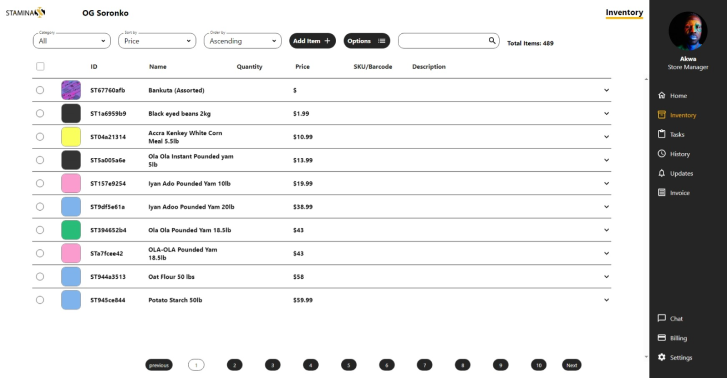 STAMINA
OG Soronko
Inventory
Category
All
Sort by
Price
Order by
Ascending
Add Item +
Options
Total Items: 489
ID Name Quantity Price SKU/Barcode Description
ST67760afb Bankuta (Assorted) $
ST1a6959b9 Black eyed beans 2kg $1.99
ST04a21314 Accra Kenkey White Corn
Meal 5.5lb $10.99
ST5a005a6e Ola Ola Instant Pounded yam
5lb $13.99
ST157e9254 Iyan Ado Pounded Yam 10lb $19.99
ST9df5e61a Iyan Adoo Pounded Yam 20lb $38.99
ST394652b4 Ola Ola Pounded Yam 18.5lb $43
STa7fcee42 OLA-OLA Pounded Yam
18.5lb $43
ST944a3513 Oat Flour 50 lbs $58
ST945ce844 Potato Starch 50lb $59.99
previous 1 2 3 4 5 6 7 8 9 10 Next
Akwa
Store Manager
Home
Inventory
Tasks
History
Updates
Invoice
Chat
Billing
Settings